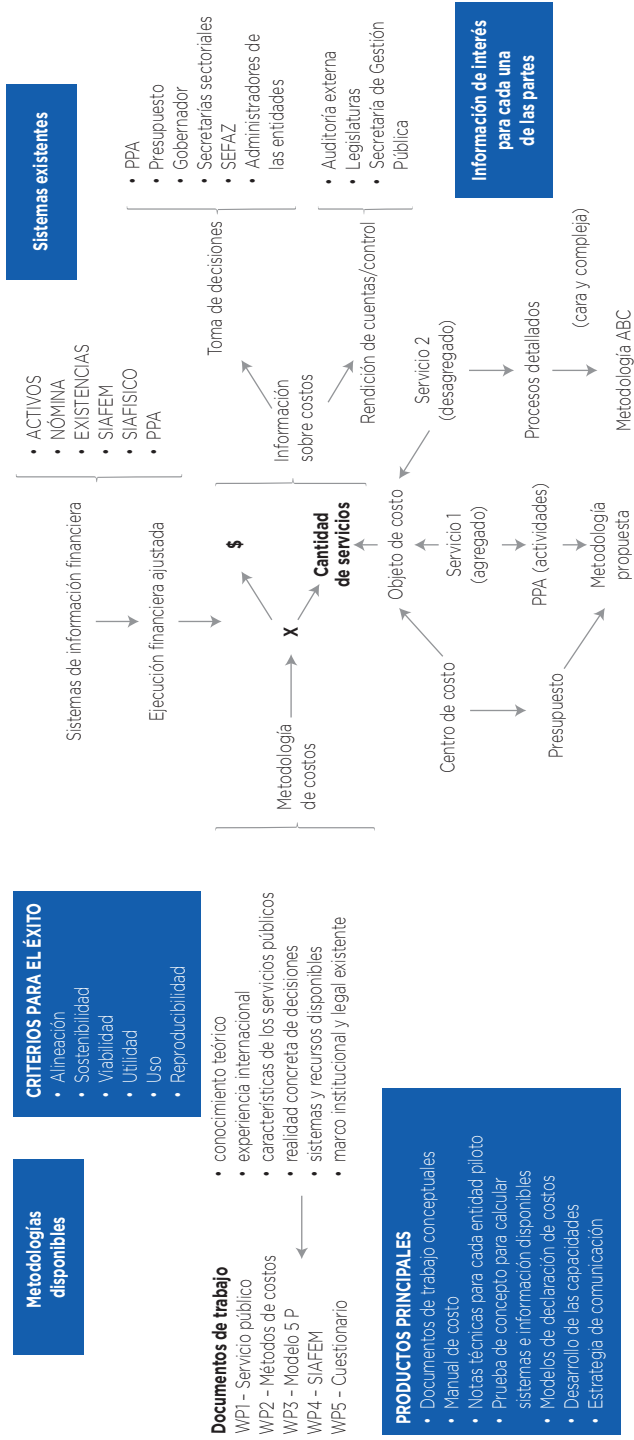 Metodologías
disponibles
CRITERIOS PARA EL ÉXITO
• Alineación
• Sostenibilidad
• Viabilidad
• Utilidad
• Uso
• Reproducibilidad
Documentos de trabajo
WP1 – Servicio público
WP2 – Métodos de costos
WP3 – Modelo 5 P
WP4 – SIAFEM
WP5 – Cuestionario
• conocimiento teórico
• experiencia internacional
• características de los servicios públicos
• realidad concreta de decisiones
• sistemas y recursos disponibles
• marco institucional y legal existente
PRODUCTOS PRINCIPALES
• Documentos de trabajo conceptuales
• Manual de costo
• Notas técnicas para cada entidad piloto
• Prueba de concepto para calcular
sistemas e información disponibles
• Modelos de declaración de costos
• Desarrollo de las capacidades
• Estrategia de comunicación
Sistemas existentes
Sistemas de información financiera
• ACTIVOS
• NÓMINA
• EXISTENCIAS
• SIAFEM
• SIAFISICO
• PPA
Ejecución financiera ajustada
Metodología
de costos
X
$
Cantidad
de servicios
Información
sobre costos
Toma de decisiones
• PPA
• Presupuesto
• Gobernador
• Secretarías sectoriales
• SEFAZ
• Administradores de
las entidades
Rendición de cuentas/control
• Auditoría externa
• Legislaturas
• Secretaría de Gestión
Pública
Centro de costo
Objeto de costo
Servicio 1
(agregado)
Servicio 2
(desagregado)
Presupuesto
PPA (actividades)
Procesos detallados
Metodología
propuesta
(cara y compleja)
Metodología ABC
Información de interés
para cada una
de las partes